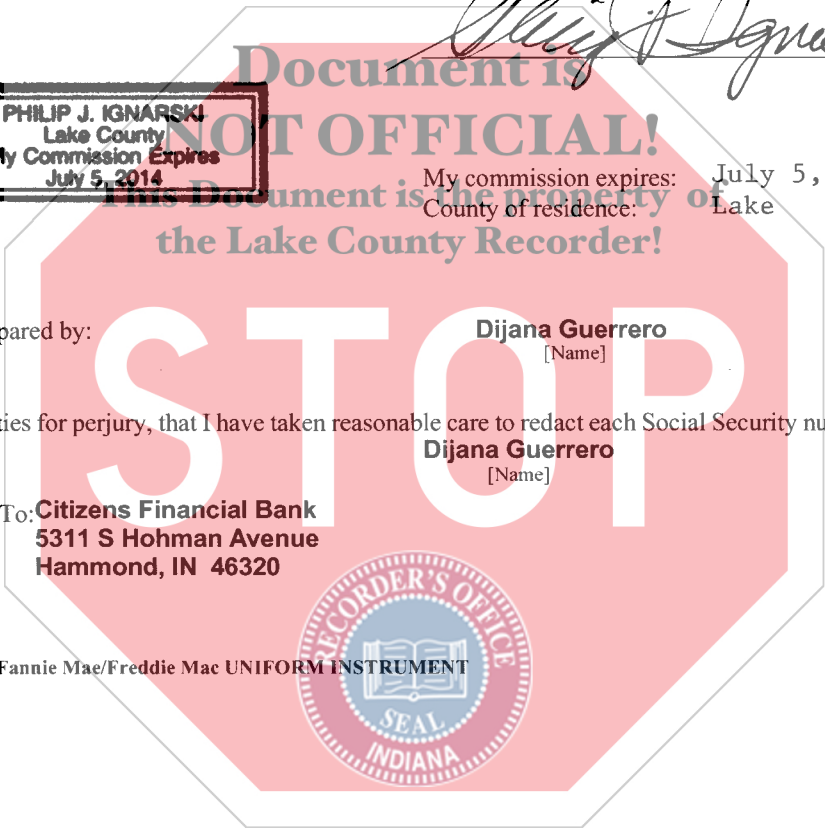 Document is
NOT OFFICIAL!
This Document is the property of
the Lake County Recorder!
PHILIP J. IGNARSKI
Lake County
My Commission Expires
July 5, 2014
My commission expires: July 5,
County of residence: Lake
STOP
pared by: Dijana Guerrero
[Name]
ties for perjury, that I have taken reasonable care to redact each Social Security nu
Dijana Guerrero
[Name]
To: Citizens Financial Bank
5311 S Hohman Avenue
Hammond, IN 46320
Fannie Mae/Freddie Mac UNIFORM INSTRUMENT
RECORDER'S OFFICE
SEAL
INDIANA